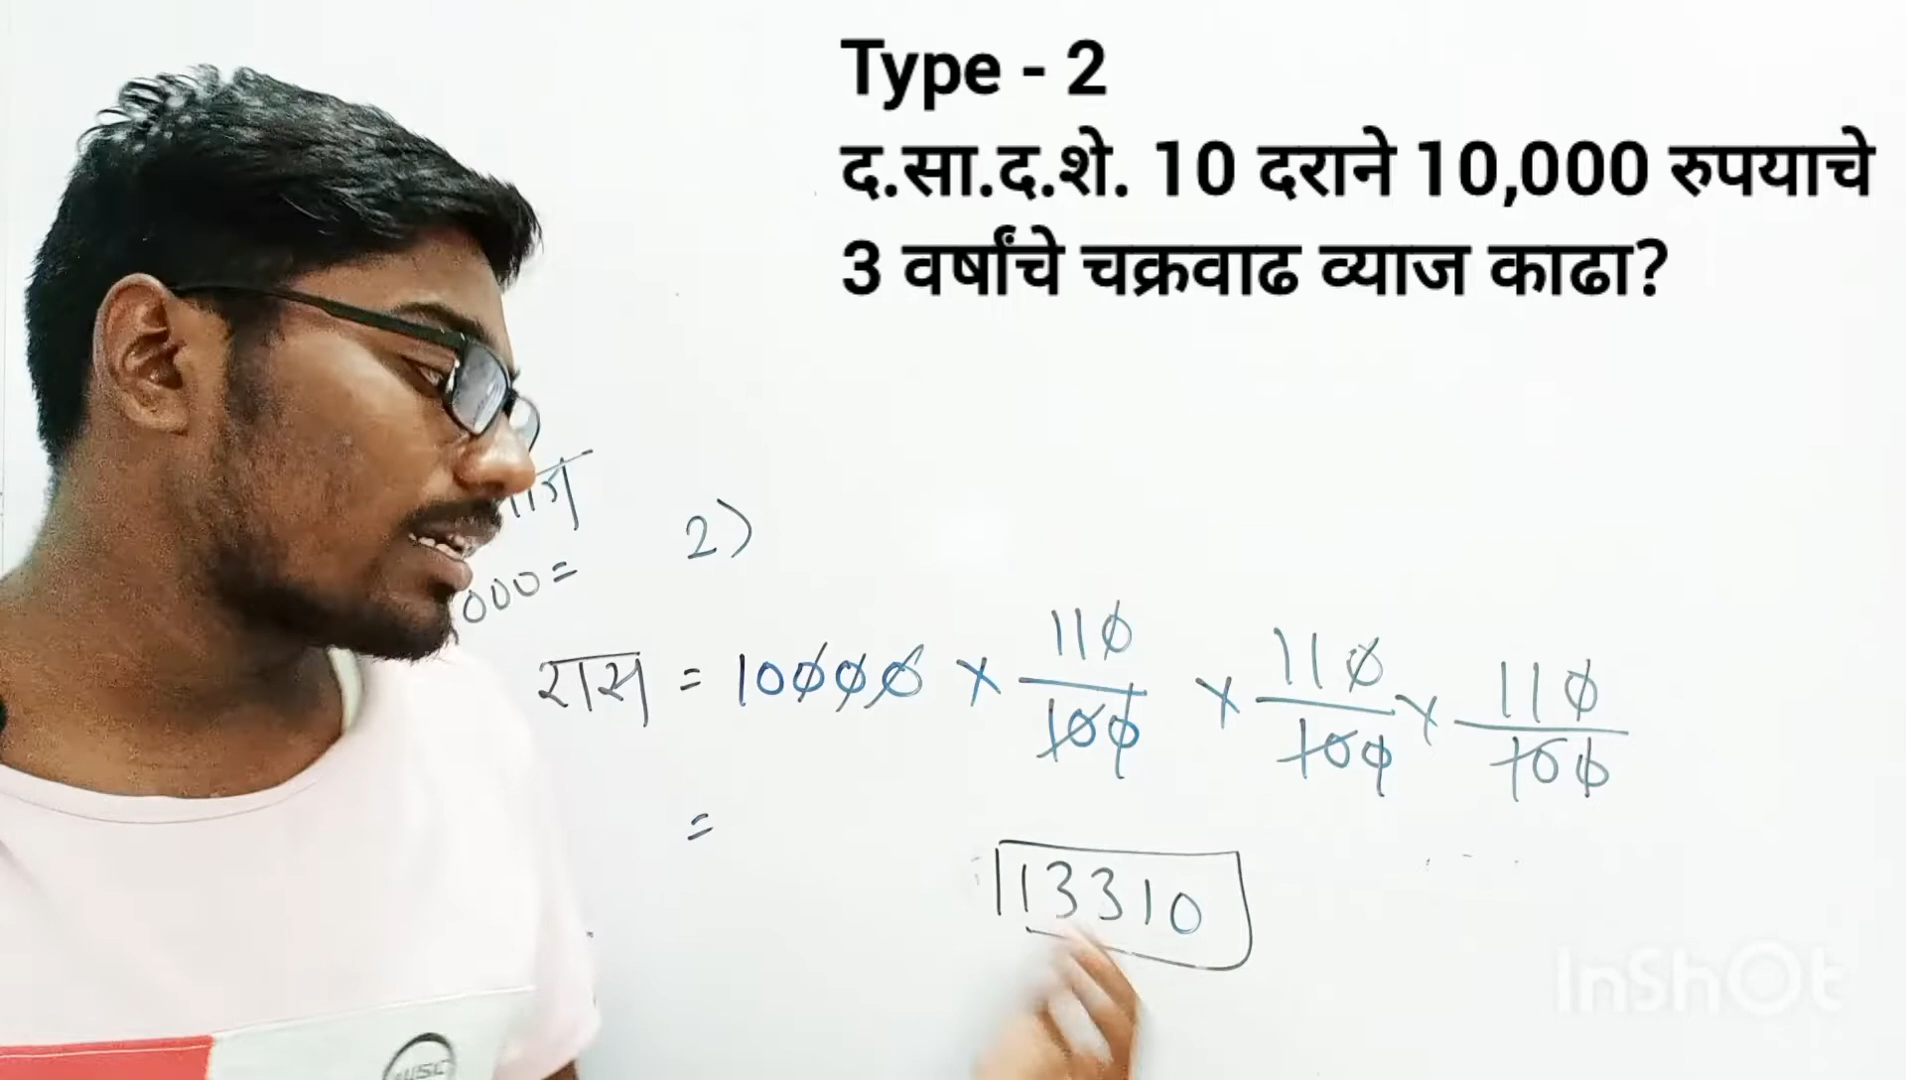 Type - 2
द.सा.द.शे. 10 दराने 10,000 रुपयाचे
3 वर्षांचे चक्रवाढ व्याज काढा?
2)
000=
रास = 10000 × 110/100 × 110/100 × 110/100
=
13310
InShOt